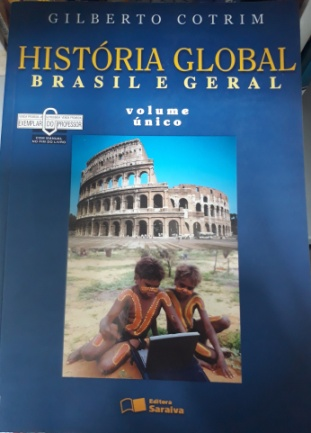 GILBERTO COTRIM
HISTÓRIA GLOBAL
BRASIL E GERAL
volume
único
EXEMPLAR DO PROFESSOR
Editora
Saraiva